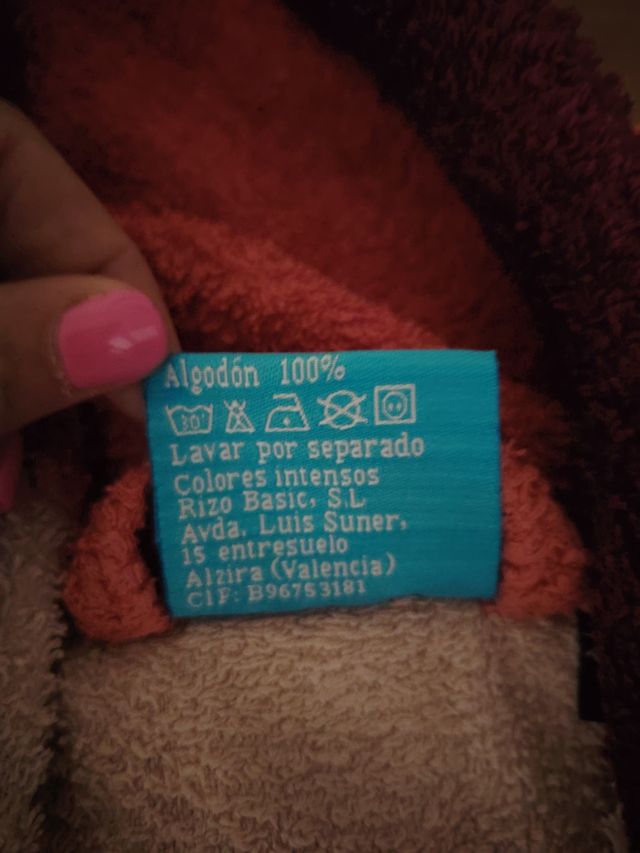 Algodón 100%
30°
Lavar por separado
Colores intensos
Rizo Basic, S.L
Avda. Luis Suner,
15 entresuelo
Alzira (Valencia)
CIF: B96753181